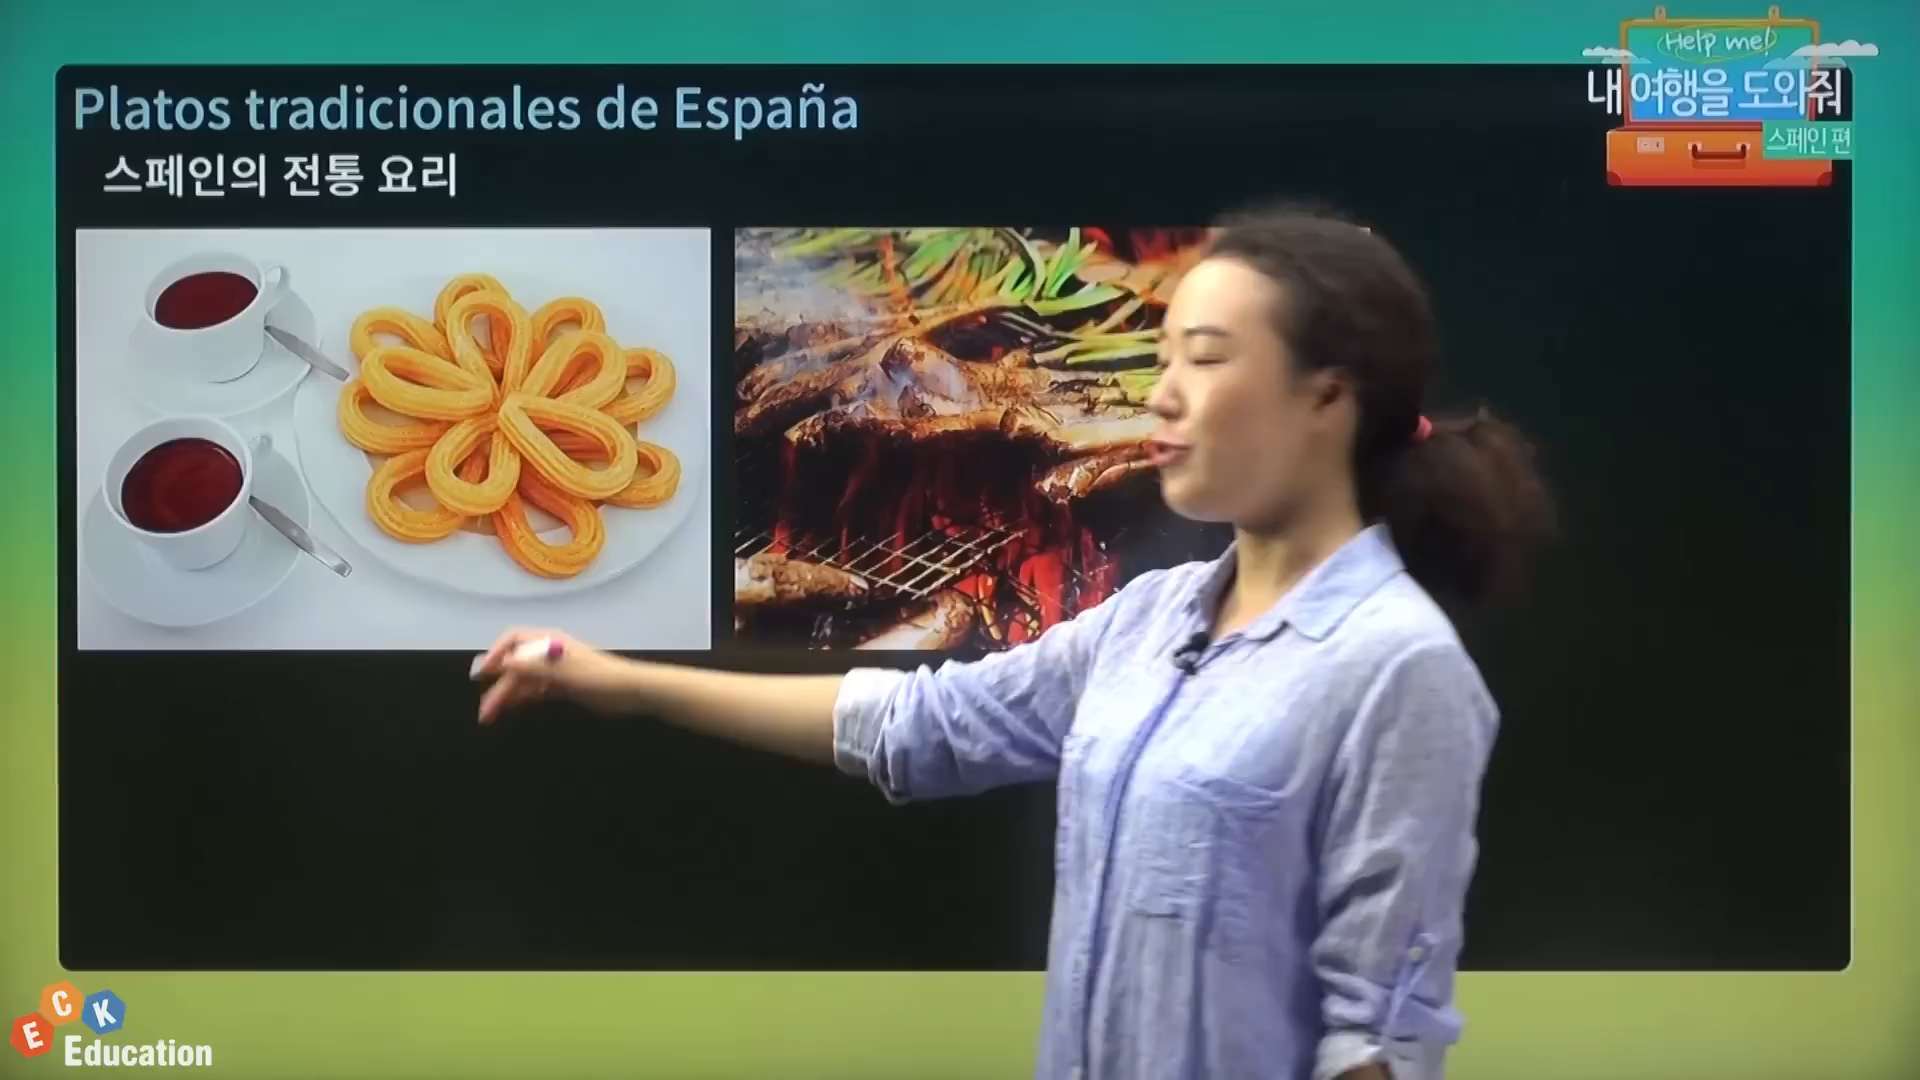 Platos tradicionales de España
스페인의 전통 요리
Help me!
내 여행을 도와줘
스페인 편
E C K
Education